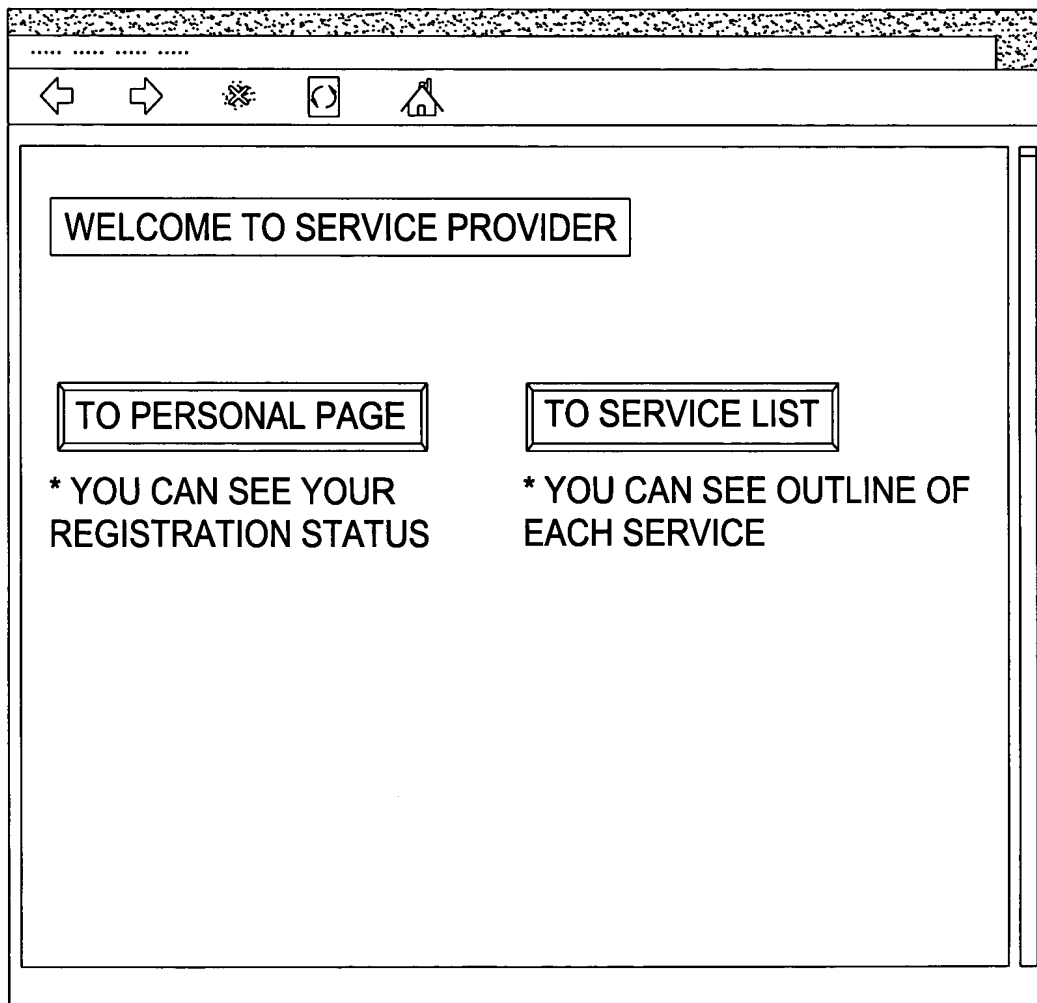 WELCOME TO SERVICE PROVIDER
TO PERSONAL PAGE
* YOU CAN SEE YOUR
REGISTRATION STATUS
TO SERVICE LIST
* YOU CAN SEE OUTLINE OF
EACH SERVICE